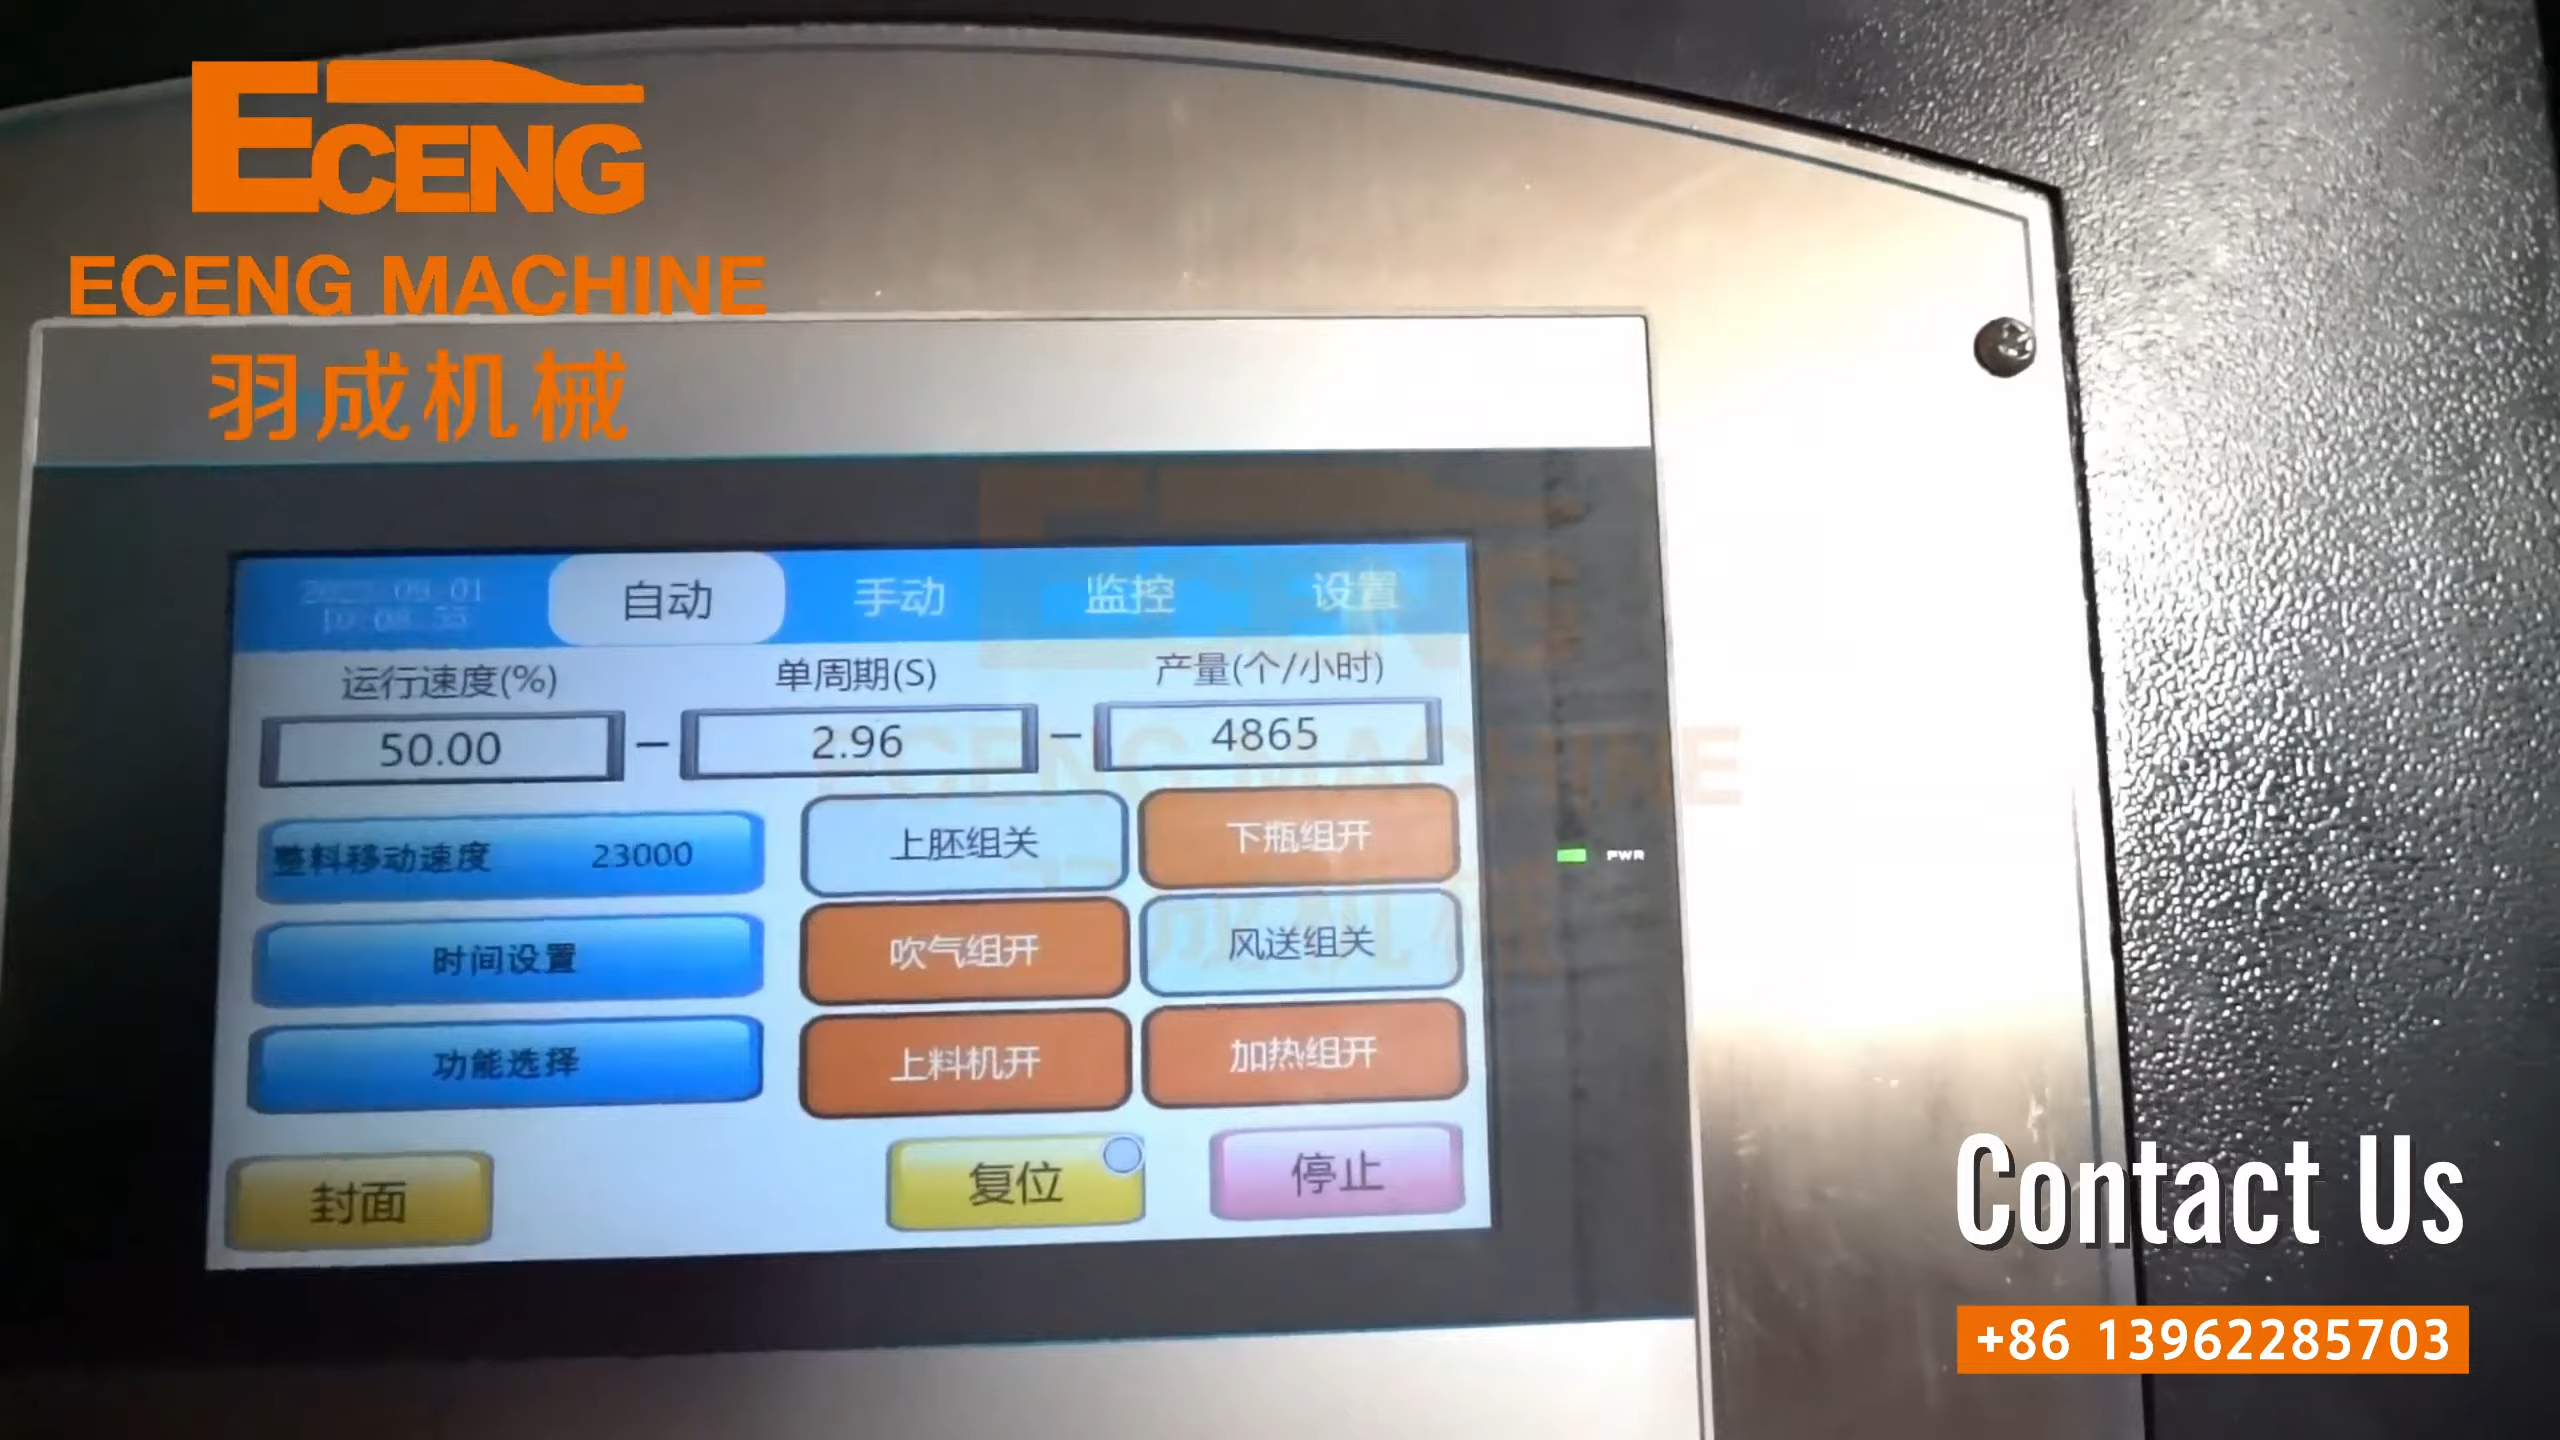 ECENG
ECENG MACHINE
羽成机械
自动 手动 监控 设置
运行速度(%) 单周期(S) 产量(个/小时)
50.00 — 2.96 — 4865
整料移动速度 23000
上胚组关 下瓶组开
时间设置
吹气组开 风送组关
功能选择
上料机开 加热组开
封面 复位 停止
PWR
ECENG MACHINE
Contact Us
+86 13962285703